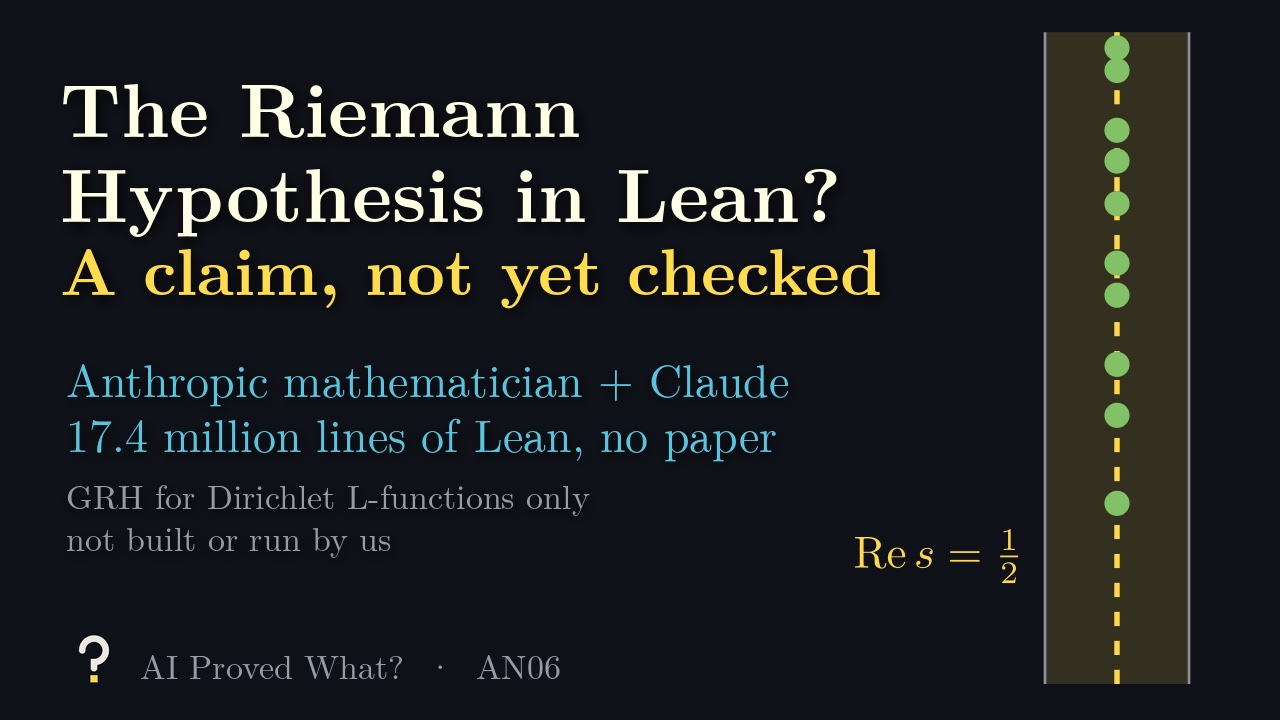 The Riemann
Hypothesis in Lean?
A claim, not yet checked
Anthropic mathematician + Claude
17.4 million lines of Lean, no paper
GRH for Dirichlet L-functions only
not built or run by us
Re s = 1/2
? AI Proved What? · AN06